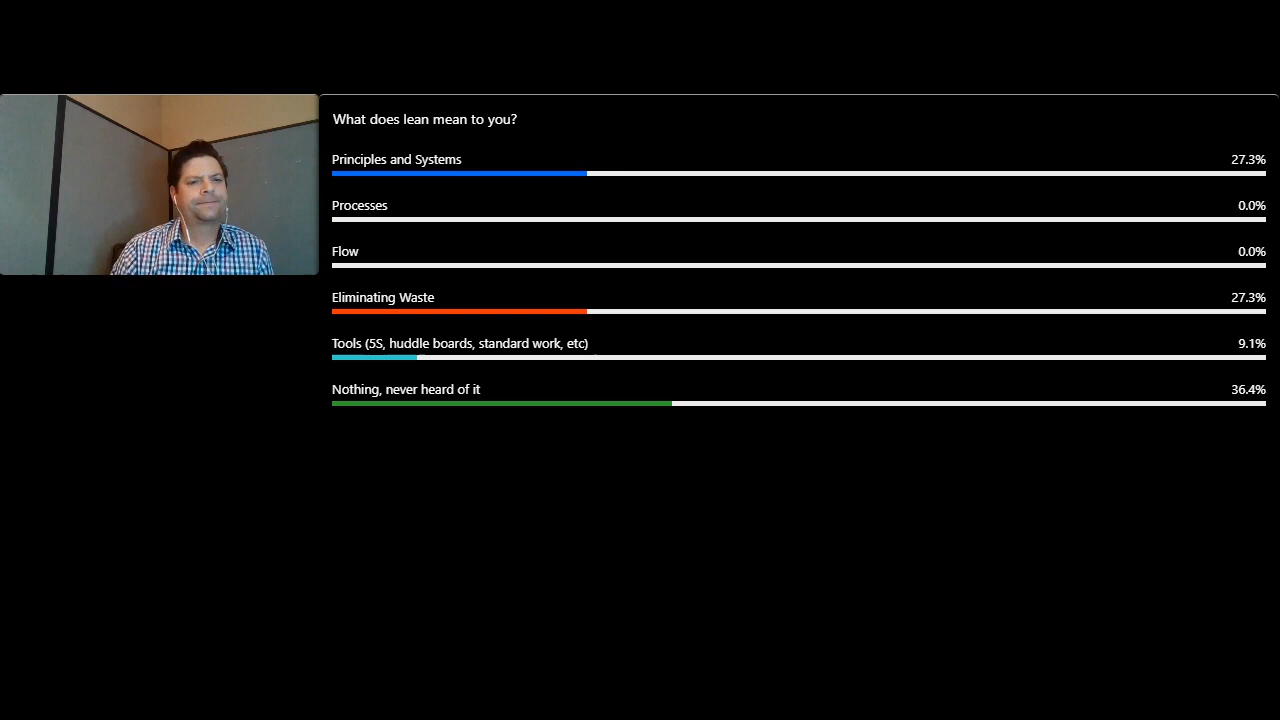 What does lean mean to you?
Principles and Systems 27.3%
Processes 0.0%
Flow 0.0%
Eliminating Waste 27.3%
Tools (5S, huddle boards, standard work, etc) 9.1%
Nothing, never heard of it 36.4%